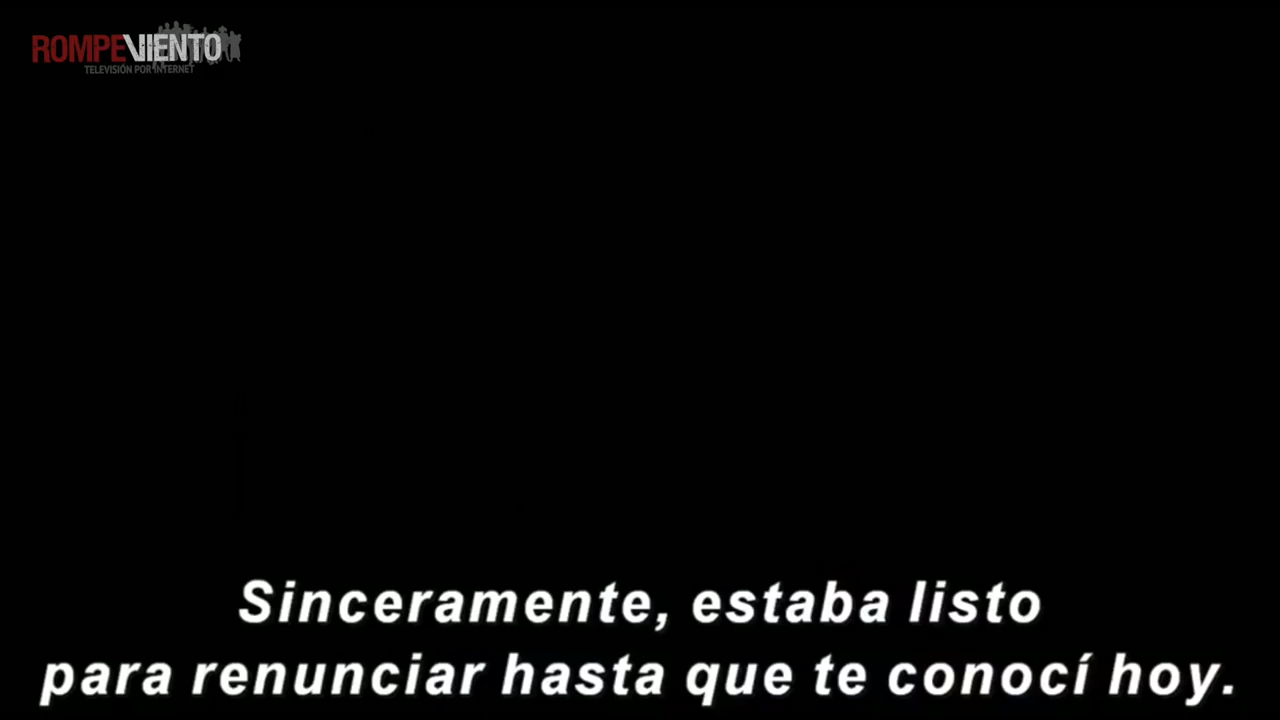 ROMPEVIENTO
TELEVISIÓN POR INTERNET
Sinceramente, estaba listo
para renunciar hasta que te conocí hoy.